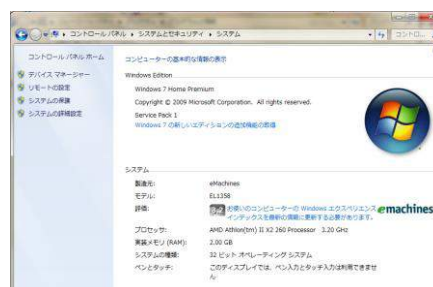 コントロール パネル ▸ システムとセキュリティ ▸ システム
コントロール パネル ホーム
デバイス マネージャー
リモートの設定
システムの保護
システムの詳細設定
コンピューターの基本的な情報の表示
Windows Edition
Windows 7 Home Premium
Copyright © 2009 Microsoft Corporation. All rights reserved.
Service Pack 1
Windows 7 の新しいエディションの追加機能の取得
システム
製造元: eMachines
モデル: EL1358
評価: お使いのコンピューターの Windows エクスペリエンス
インデックスを最新の情報に更新する必要があります。
emachines
プロセッサ: AMD Athlon(tm) II X2 260 Processor 3.20 GHz
実装メモリ (RAM): 2.00 GB
システムの種類: 32 ビット オペレーティング システム
ペンとタッチ: このディスプレイでは、ペン入力とタッチ入力は利用できませ
ん